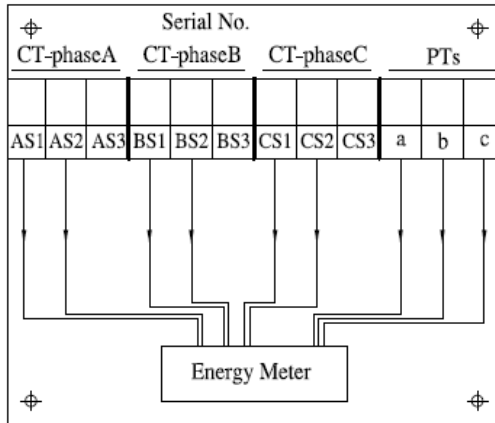 Serial No.
CT-phaseA CT-phaseB CT-phaseC PTs
AS1 AS2 AS3 BS1 BS2 BS3 CS1 CS2 CS3 a b c
Energy Meter